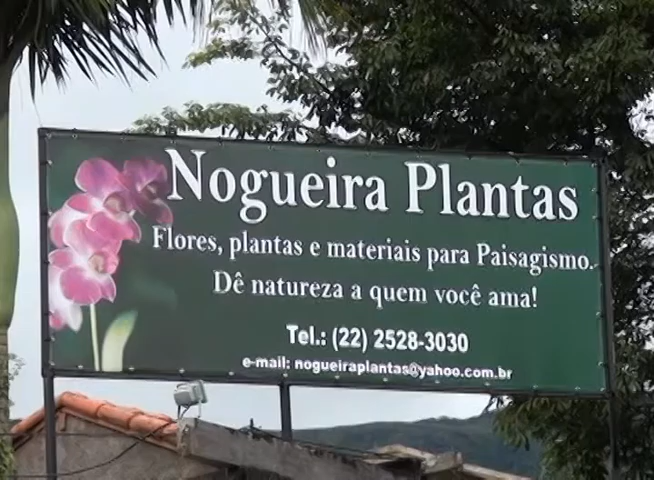 Nogueira Plantas
Flores, plantas e materiais para Paisagismo.
Dê natureza a quem você ama!
Tel.: (22) 2528-3030
e-mail: nogueiraplantas@yahoo.com.br